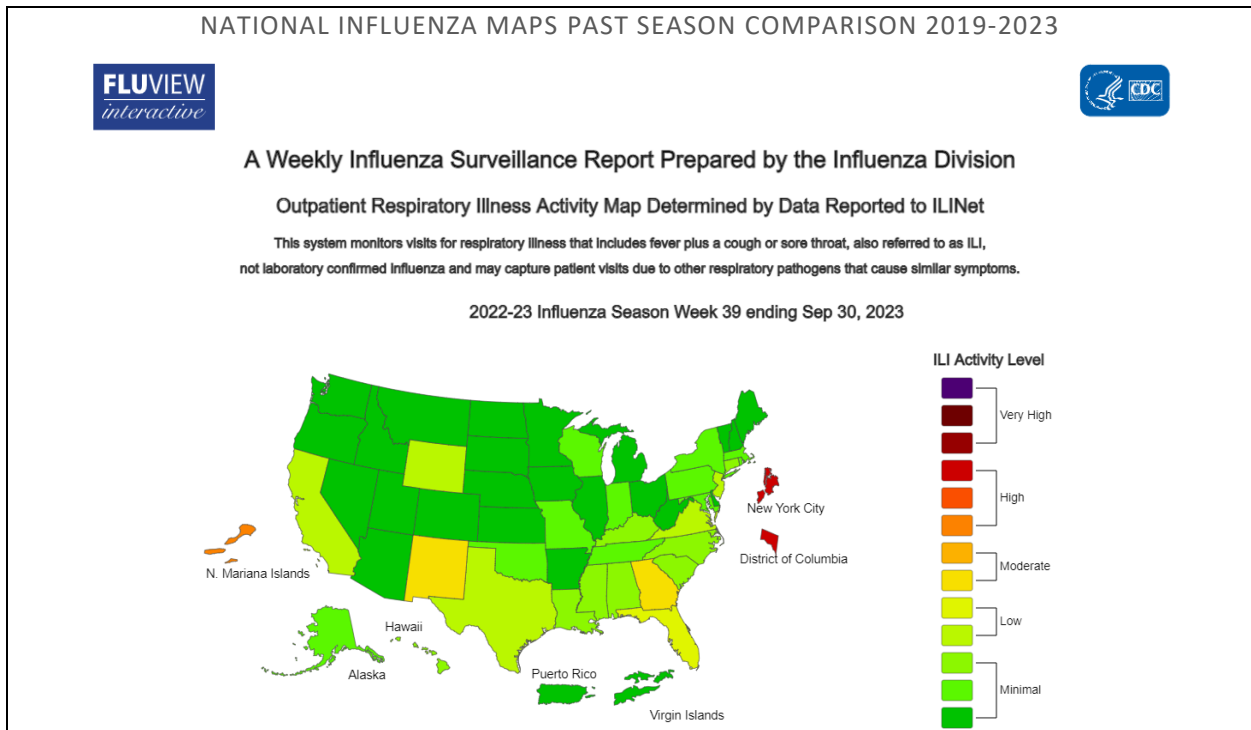 NATIONAL INFLUENZA MAPS PAST SEASON COMPARISON 2019-2023
FLUVIEW
interactive
CDC
A Weekly Influenza Surveillance Report Prepared by the Influenza Division
Outpatient Respiratory Illness Activity Map Determined by Data Reported to ILINet
This system monitors visits for respiratory illness that includes fever plus a cough or sore throat, also referred to as ILI,
not laboratory confirmed influenza and may capture patient visits due to other respiratory pathogens that cause similar symptoms.
2022-23 Influenza Season Week 39 ending Sep 30, 2023
ILI Activity Level
Very High
High
Moderate
Low
Minimal
New York City
District of Columbia
N. Mariana Islands
Hawaii
Alaska
Puerto Rico
Virgin Islands